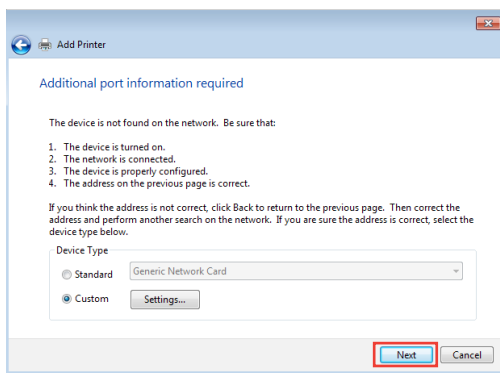 Add Printer
Additional port information required
The device is not found on the network. Be sure that:
1. The device is turned on.
2. The network is connected.
3. The device is properly configured.
4. The address on the previous page is correct.
If you think the address is not correct, click Back to return to the previous page. Then correct the
address and perform another search on the network. If you are sure the address is correct, select the
device type below.
Device Type
Standard Generic Network Card
Custom Settings...
Next Cancel